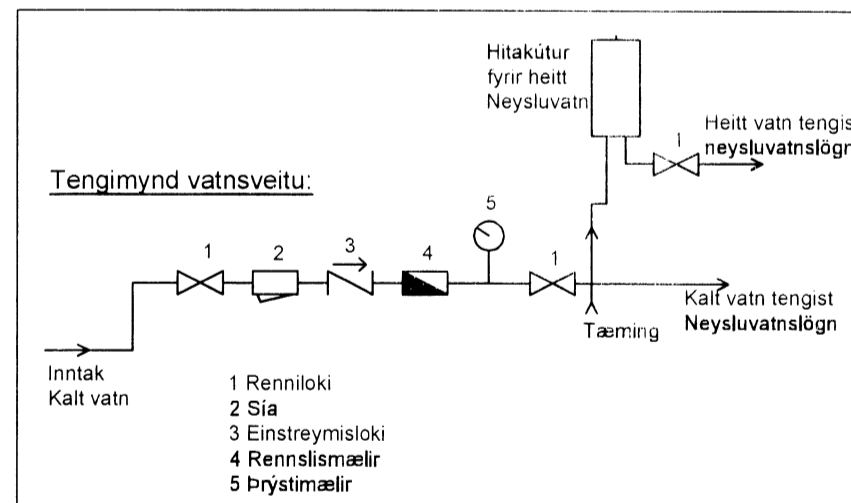 Hitakútur
fyrir heitt
Neysluvatn
1
Heitt vatn tengist
neysluvatnslögn
Tengimynd vatnsveitu:
5
1
2
3
4
1
Kalt vatn tengist
Neysluvatnslögn
Tæming
Inntak
Kalt vatn
1 Renniloki
2 Sía
3 Einstreymisloki
4 Rennslismælir
5 Þrýstimælir